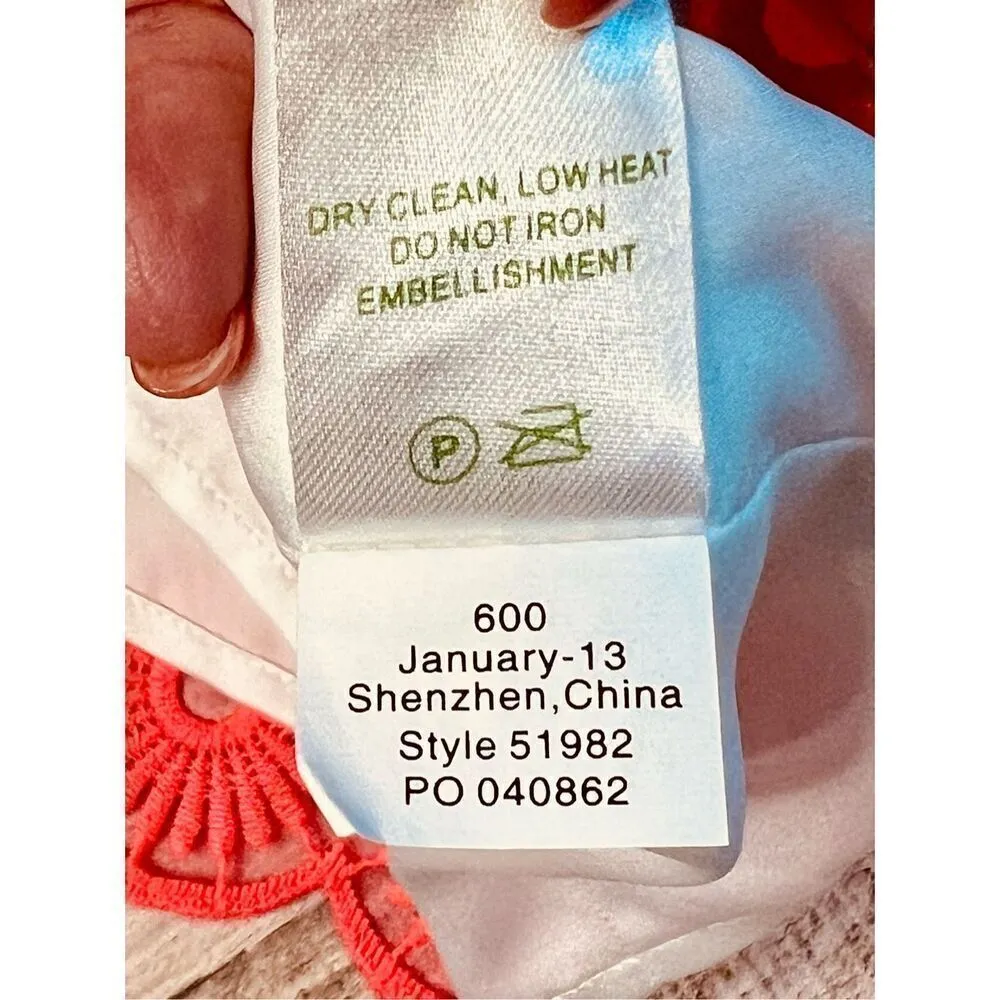 DRY CLEAN, LOW HEAT
DO NOT IRON
EMBELLISHMENT
P
600
January-13
Shenzhen,China
Style 51982
PO 040862